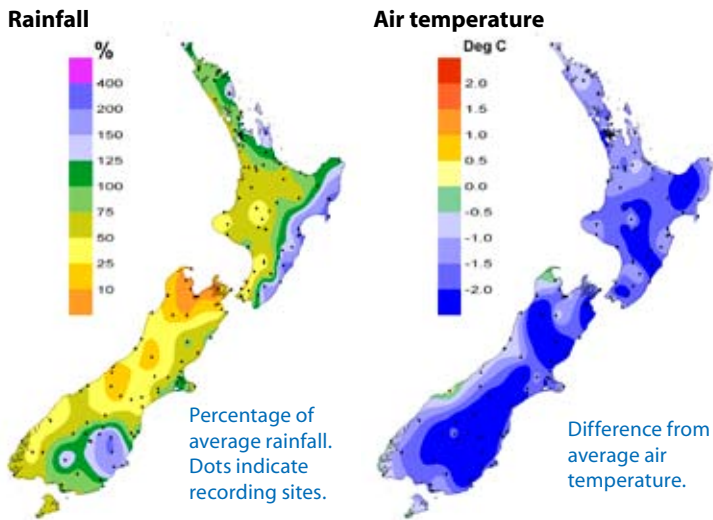 Rainfall
%
400
200
150
125
100
75
50
25
10
Percentage of
average rainfall.
Dots indicate
recording sites.
Air temperature
Deg C
2.0
1.5
1.0
0.5
0.0
-0.5
-1.0
-1.5
-2.0
Difference from
average air
temperature.